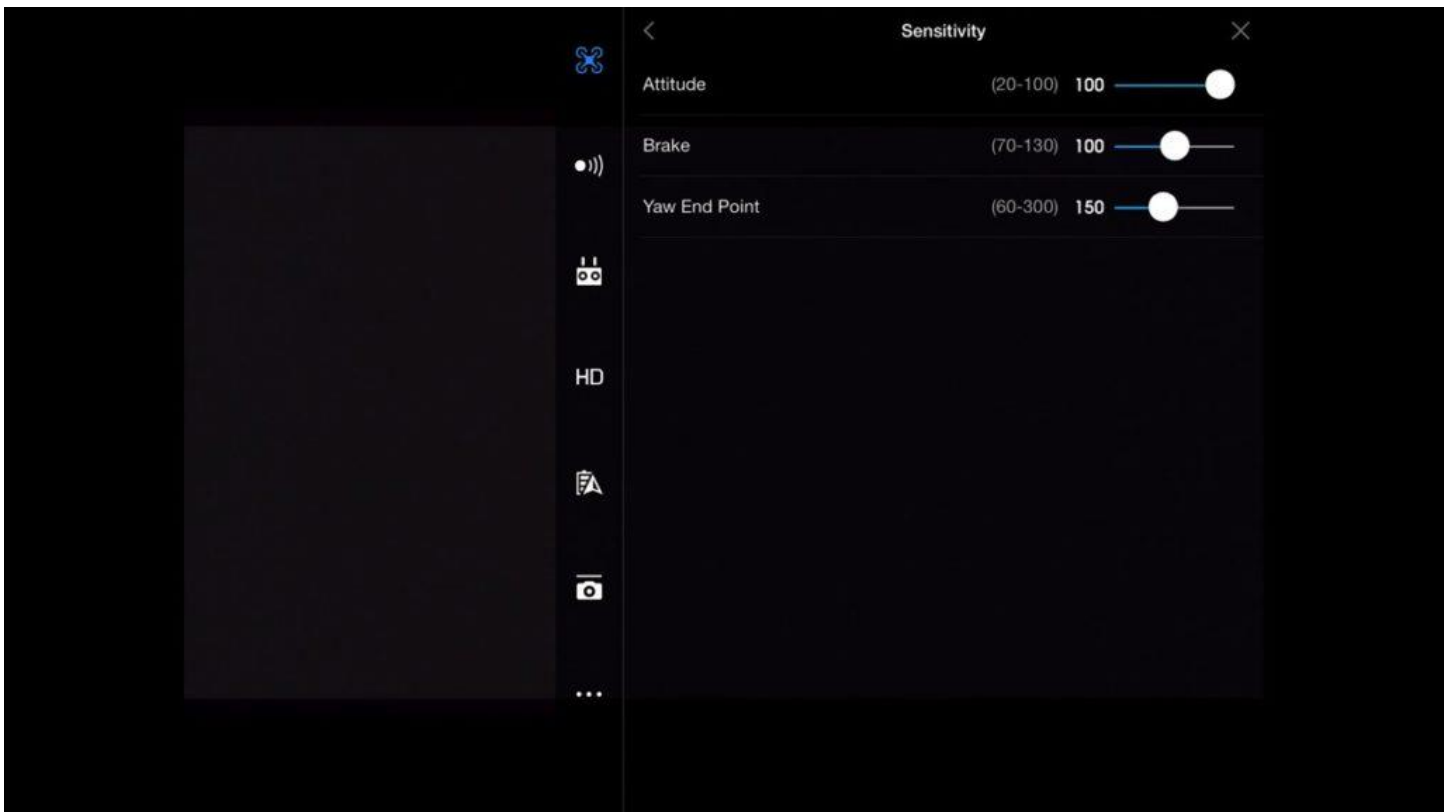 Sensitivity
Attitude (20-100) 100
Brake (70-130) 100
Yaw End Point (60-300) 150
HD